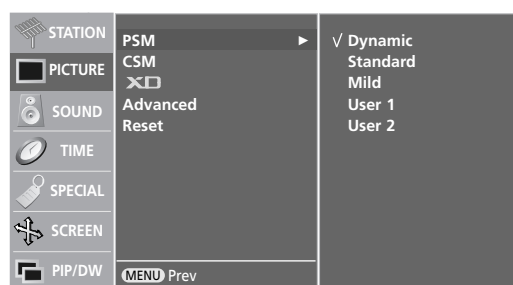 STATION
PICTURE
SOUND
TIME
SPECIAL
SCREEN
PIP/DW
PSM ►
CSM
XD
Advanced
Reset
MENU Prev
√ Dynamic
Standard
Mild
User 1
User 2